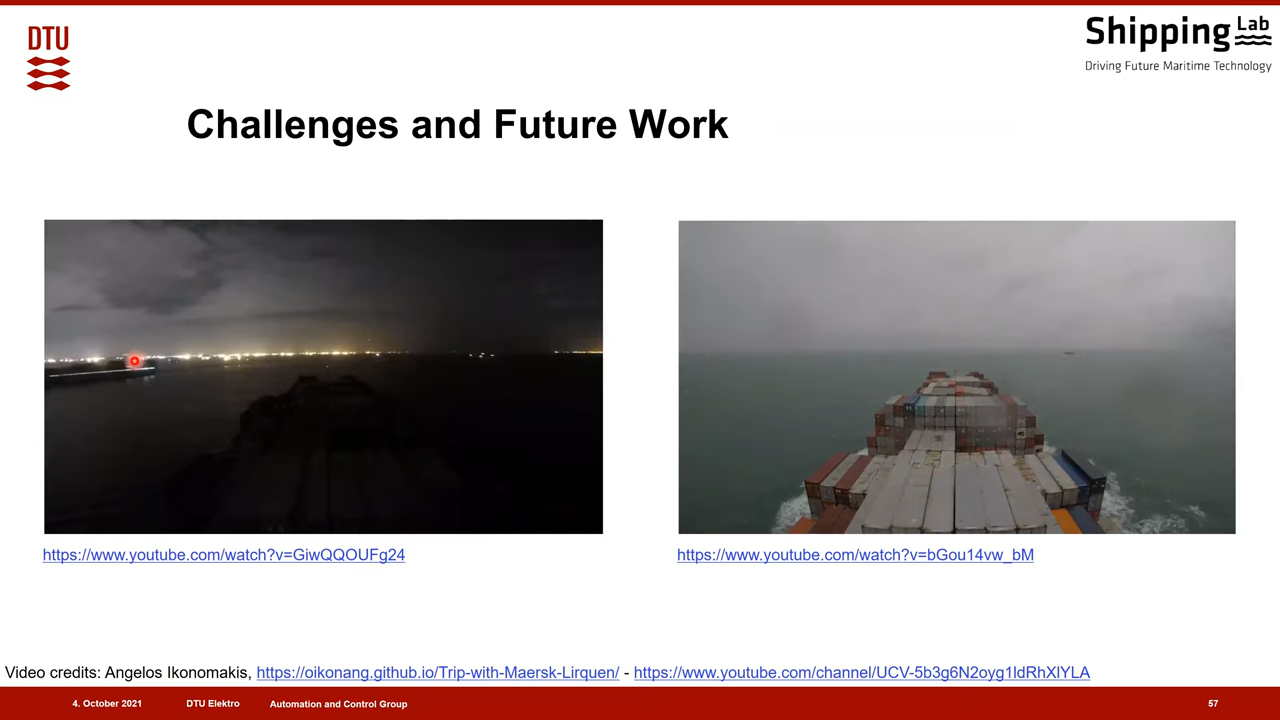 DTU
Shipping Lab
Driving Future Maritime Technology
Challenges and Future Work
https://www.youtube.com/watch?v=GiwQQOUFg24
https://www.youtube.com/watch?v=bGou14vw_bM
Video credits: Angelos Ikonomakis, https://oikonang.github.io/Trip-with-Maersk-Lirquen/ - https://www.youtube.com/channel/UCV-5b3g6N2oyg1ldRhXlYLA
4. October 2021 DTU Elektro Automation and Control Group 57